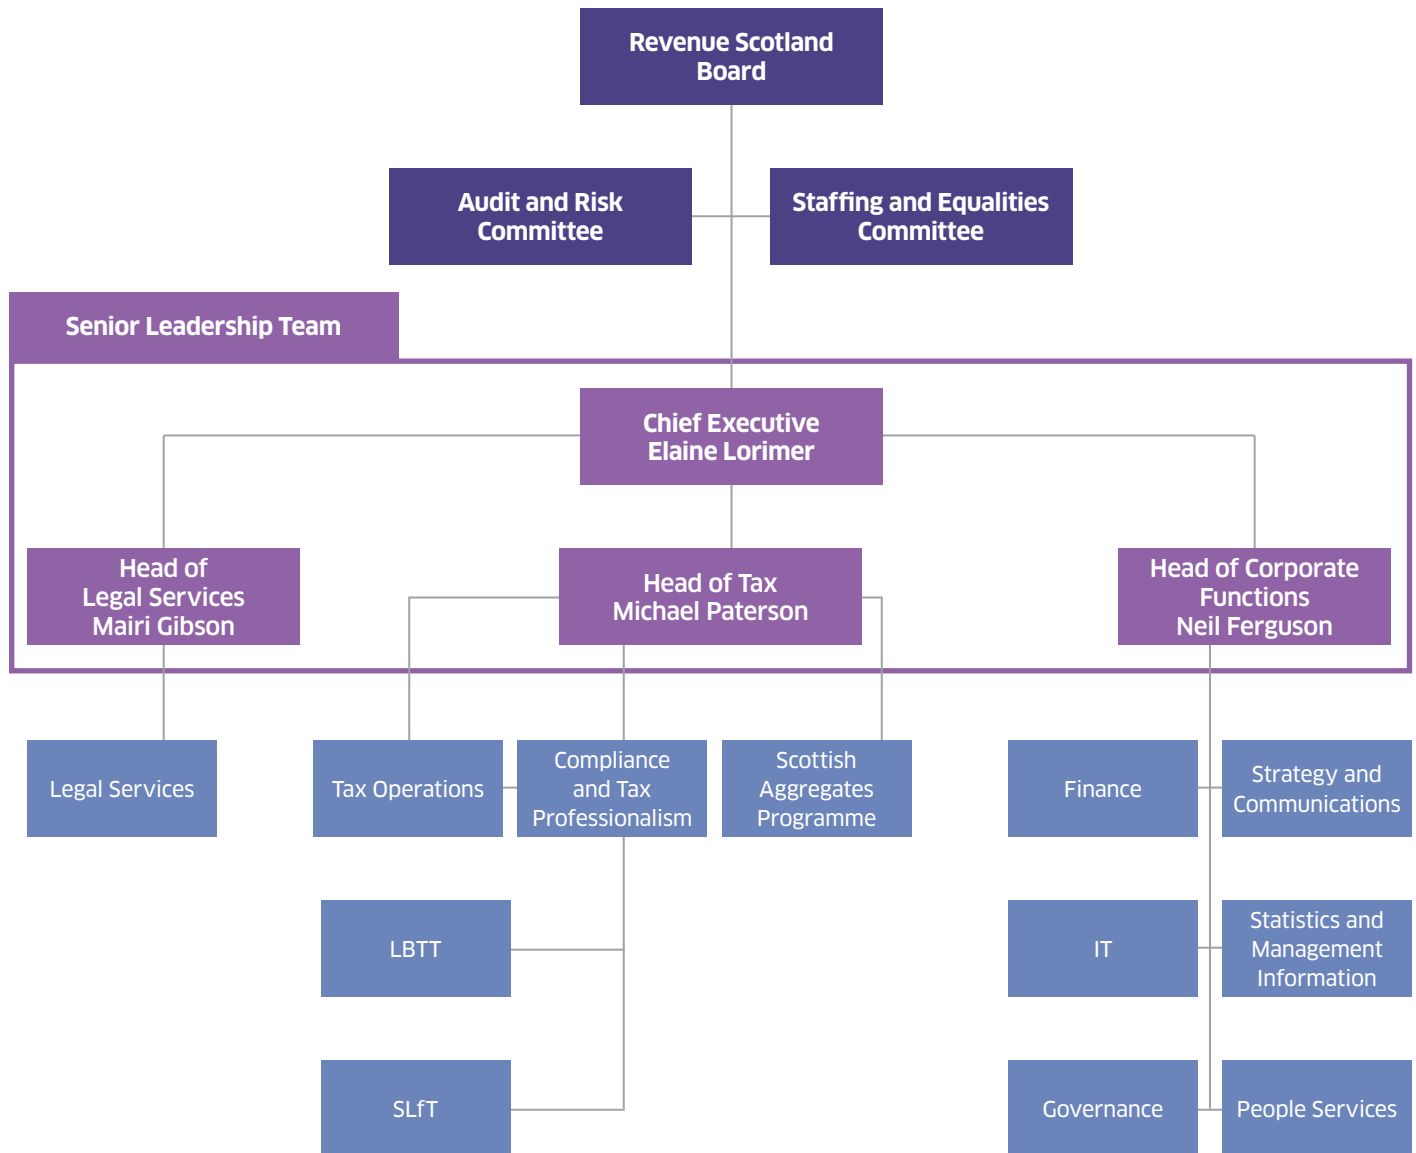 Revenue Scotland
Board
Audit and Risk
Committee
Staffing and Equalities
Committee
Senior Leadership Team
Chief Executive
Elaine Lorimer
Head of
Legal Services
Mairi Gibson
Head of Tax
Michael Paterson
Head of Corporate
Functions
Neil Ferguson
Legal Services
Tax Operations
Compliance
and Tax
Professionalism
Scottish
Aggregates
Programme
Finance
Strategy and
Communications
LBTT
IT
Statistics and
Management
Information
SLfT
Governance
People Services